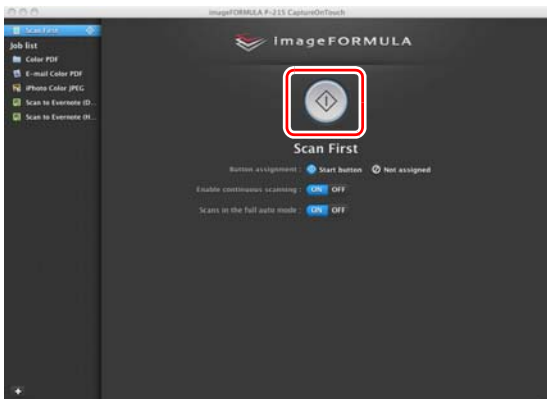 imageFORMULA P-215 CaptureOnTouch
Scan First
Job list
Color PDF
E-mail Color PDF
iPhoto Color JPEG
Scan to Evernote (D...
Scan to Evernote (H...
imageFORMULA
Scan First
Button assignment : Start button Not assigned
Enable continuous scanning : ON OFF
Scans in the full auto mode : ON OFF